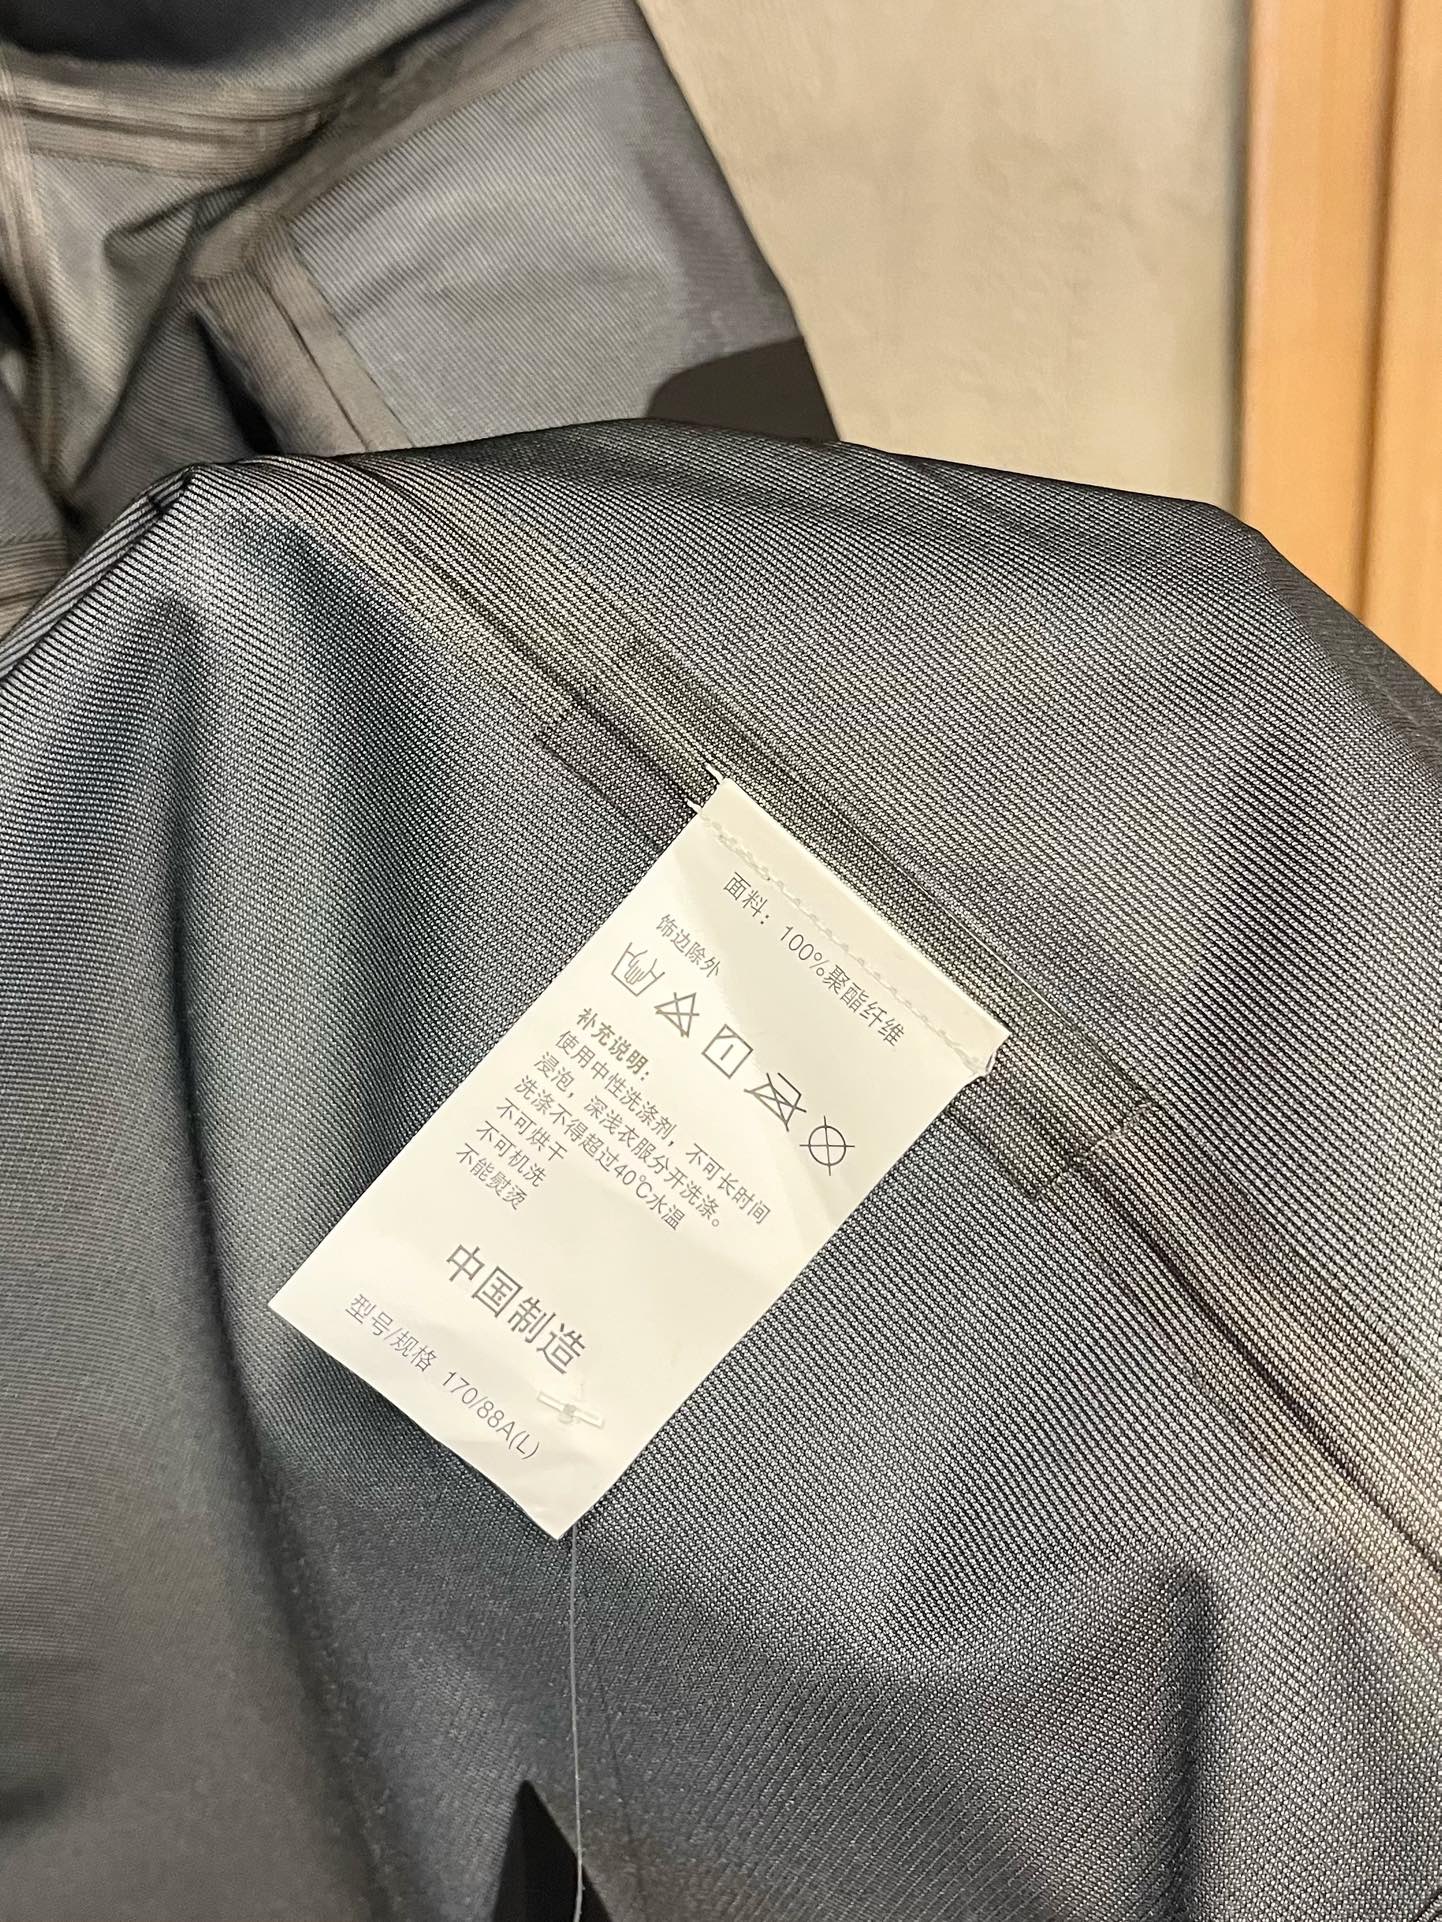 面料：100%聚酯纤维
饰边除外
补充说明：
使用中性洗涤剂，不可长时间
浸泡，深浅衣服分开洗涤。
洗涤不得超过40℃水温
不可烘干
不可机洗
不能熨烫
中国制造
型号/规格 170/88A(L)